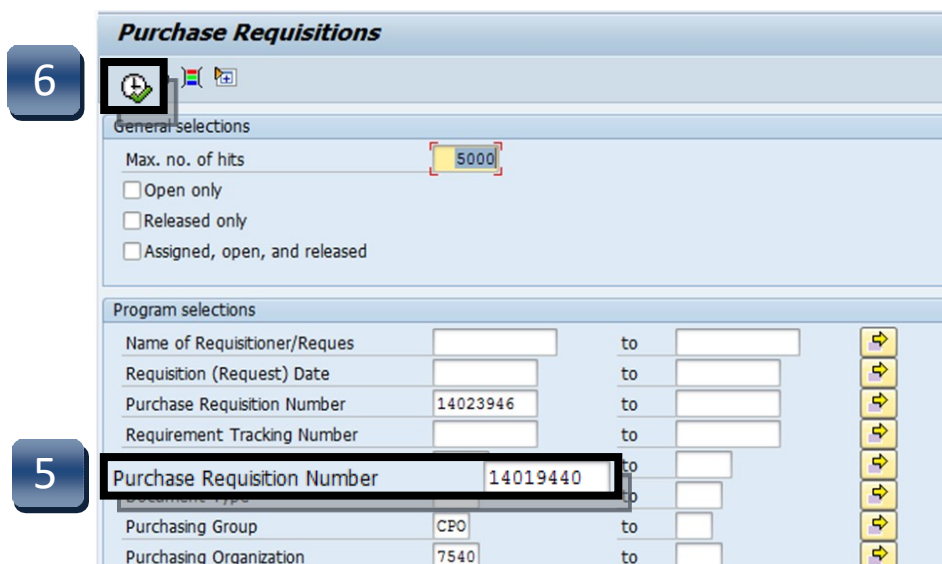 Purchase Requisitions
6
General selections
Max. no. of hits 5000
Open only
Released only
Assigned, open, and released
Program selections
Name of Requisitioner/Reques to
Requisition (Request) Date to
Purchase Requisition Number 14023946 to
Requirement Tracking Number to
to
5
Purchase Requisition Number 14019440
Document Type to
Purchasing Group CPO to
Purchasing Organization 7540 to